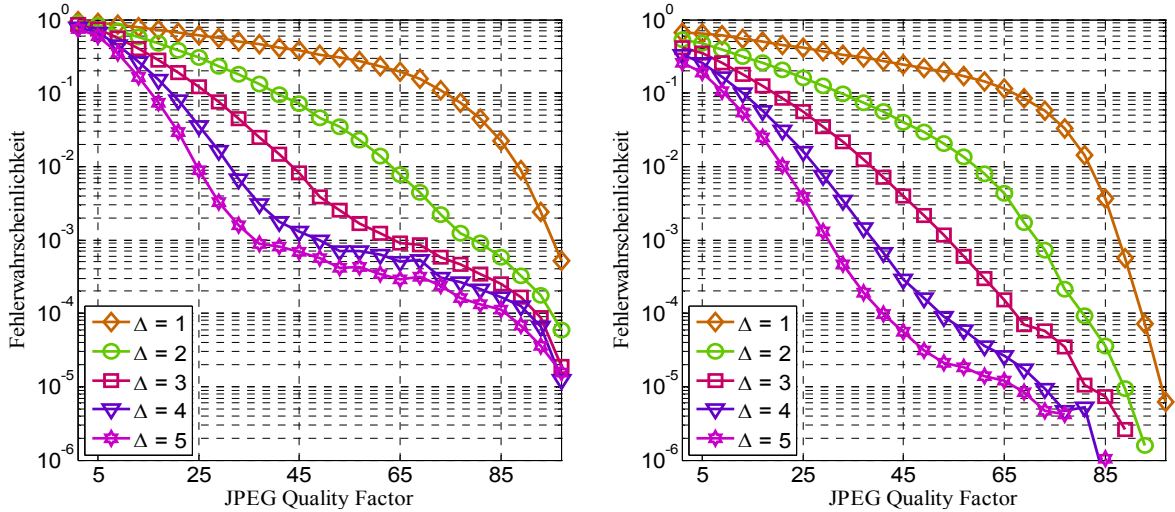 Fehlerwahrscheinlichkeit
10^0
10^-1
10^-2
10^-3
10^-4
10^-5
10^-6
Δ = 1
Δ = 2
Δ = 3
Δ = 4
Δ = 5
5 25 45 65 85
JPEG Quality Factor
Fehlerwahrscheinlichkeit
10^0
10^-1
10^-2
10^-3
10^-4
10^-5
10^-6
Δ = 1
Δ = 2
Δ = 3
Δ = 4
Δ = 5
5 25 45 65 85
JPEG Quality Factor